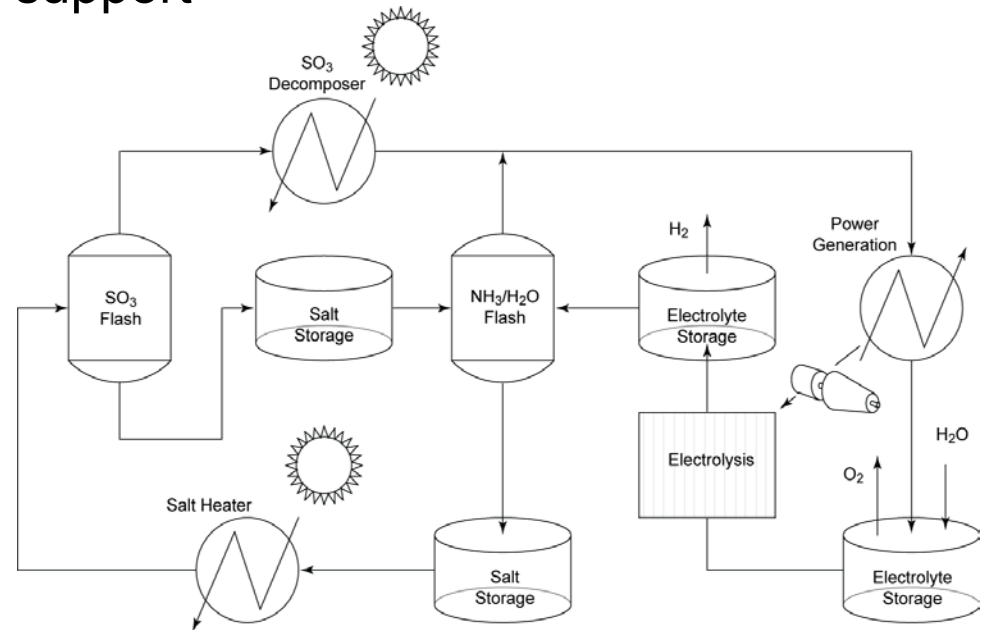 support
SO₃
Decomposer
H₂
Power
Generation
SO₃
Flash
Salt
Storage
NH₃/H₂O
Flash
Electrolyte
Storage
Electrolysis
H₂O
O₂
Salt Heater
Salt
Storage
Electrolyte
Storage